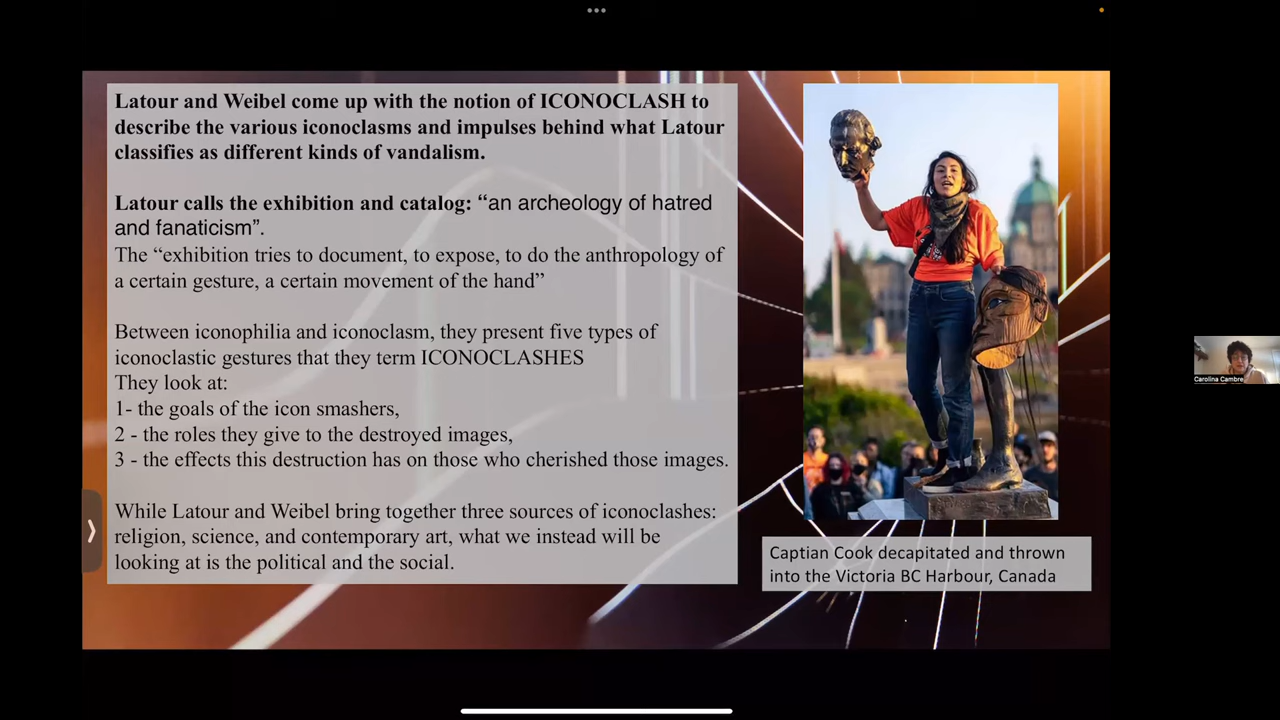 Latour and Weibel come up with the notion of ICONOCLASH to
describe the various iconoclasms and impulses behind what Latour
classifies as different kinds of vandalism.
Latour calls the exhibition and catalog: “an archeology of hatred
and fanaticism”.
The “exhibition tries to document, to expose, to do the anthropology of
a certain gesture, a certain movement of the hand”
Between iconophilia and iconoclasm, they present five types of
iconoclastic gestures that they term ICONOCLASHES
They look at:
1- the goals of the icon smashers,
2 - the roles they give to the destroyed images,
3 - the effects this destruction has on those who cherished those images.
While Latour and Weibel bring together three sources of iconoclashes:
religion, science, and contemporary art, what we instead will be
looking at is the political and the social.
Captian Cook decapitated and thrown
into the Victoria BC Harbour, Canada
Carolina Cambre